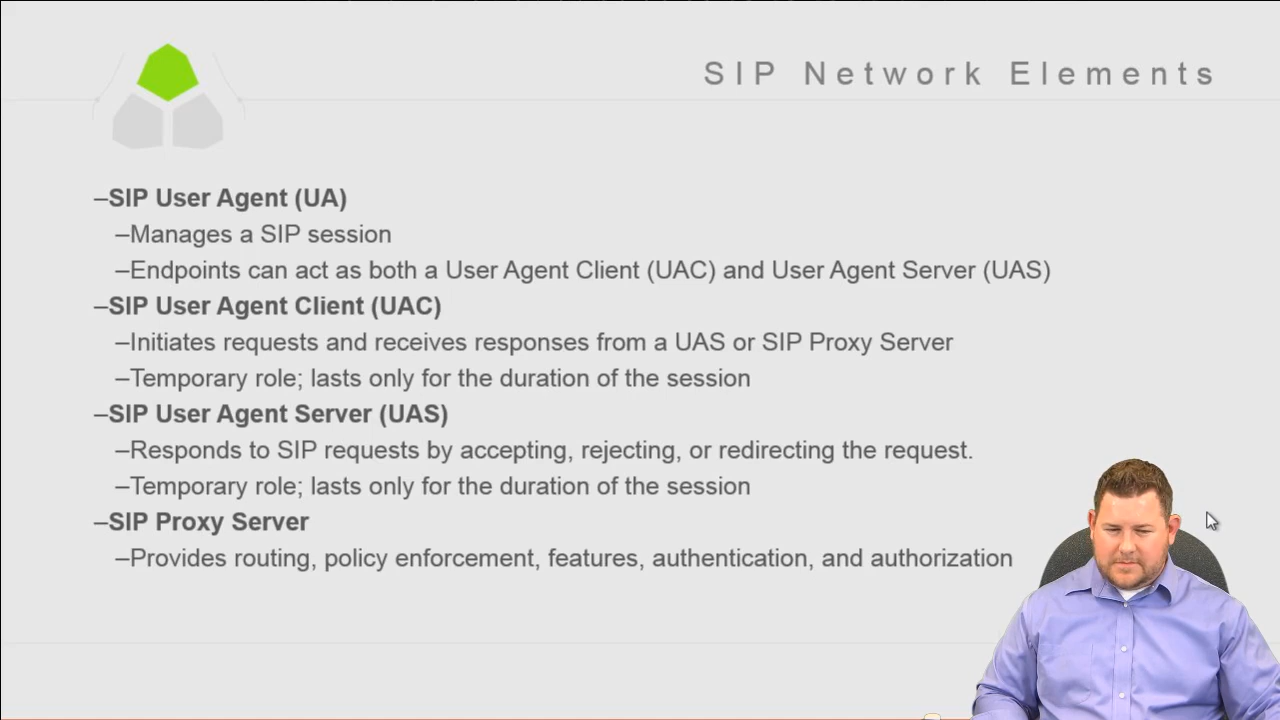 SIP Network Elements
–SIP User Agent (UA)
–Manages a SIP session
–Endpoints can act as both a User Agent Client (UAC) and User Agent Server (UAS)
–SIP User Agent Client (UAC)
–Initiates requests and receives responses from a UAS or SIP Proxy Server
–Temporary role; lasts only for the duration of the session
–SIP User Agent Server (UAS)
–Responds to SIP requests by accepting, rejecting, or redirecting the request.
–Temporary role; lasts only for the duration of the session
–SIP Proxy Server
–Provides routing, policy enforcement, features, authentication, and authorization